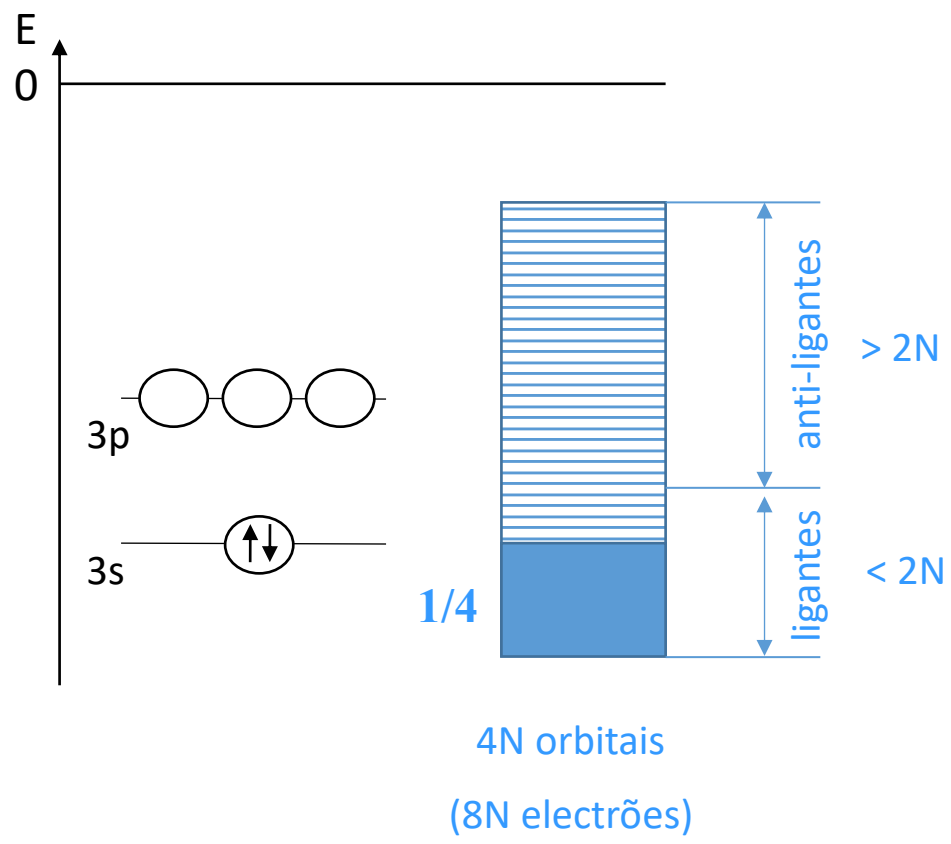 E
0
anti-ligantes
> 2N
3p
3s
ligantes
< 2N
1/4
4N orbitais
(8N electrões)